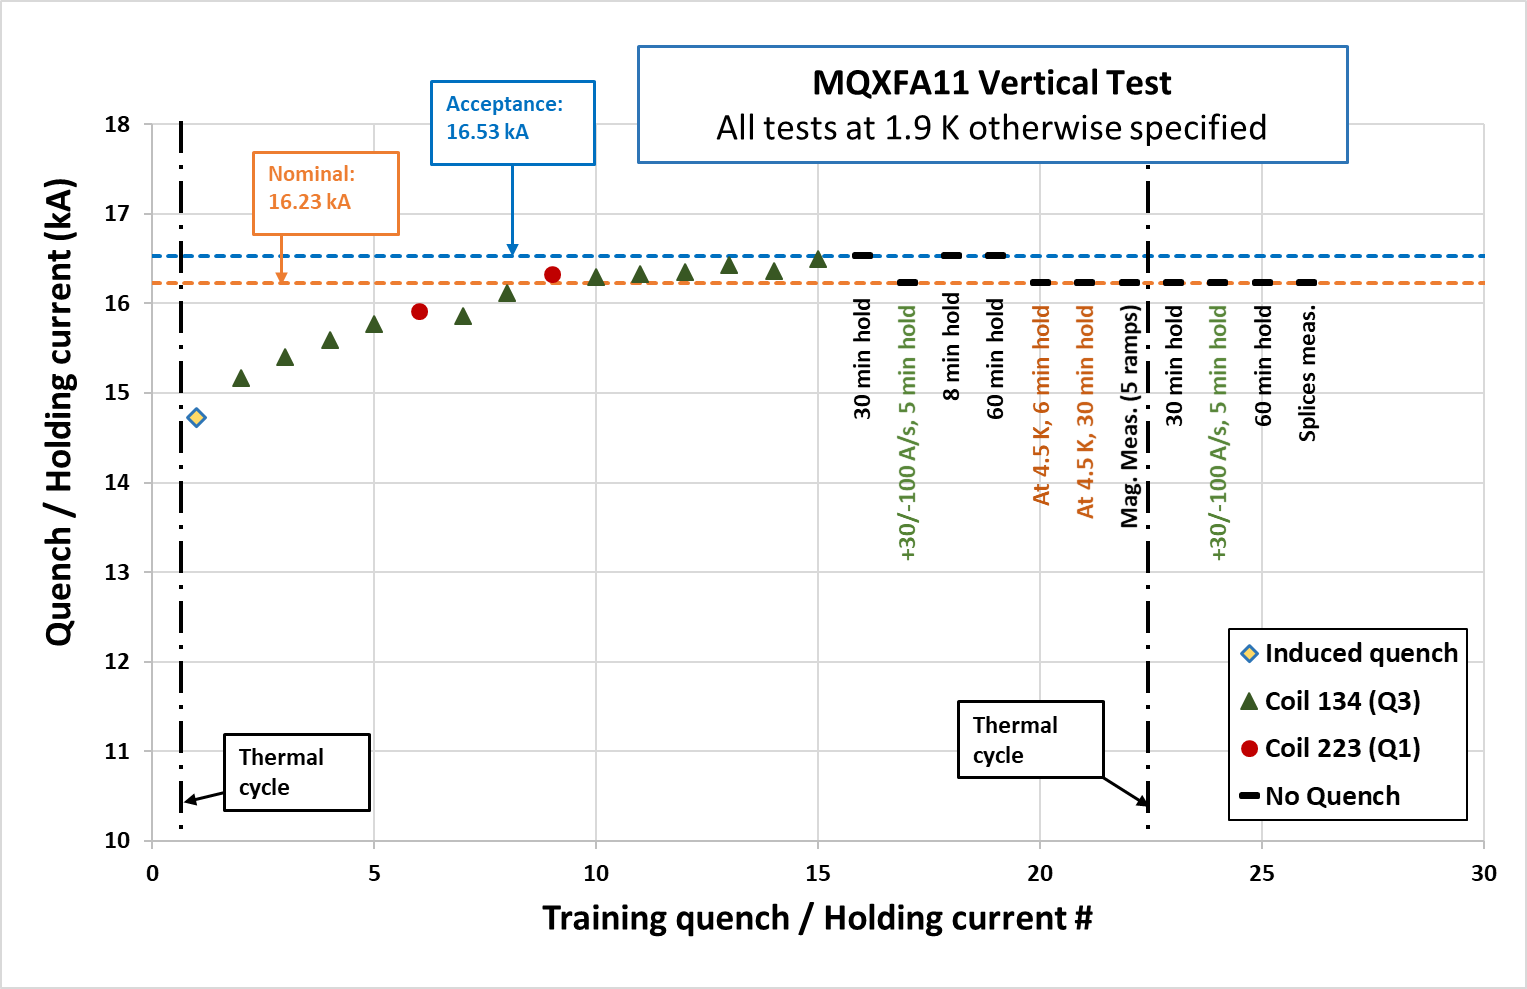 MQXFA11 Vertical Test
All tests at 1.9 K otherwise specified
Acceptance:
16.53 kA
Nominal:
16.23 kA
Quench / Holding current (kA)
18
17
16
15
14
13
12
11
10
30 min hold
+30/-100 A/s, 5 min hold
8 min hold
60 min hold
At 4.5 K, 6 min hold
At 4.5 K, 30 min hold
Mag. Meas. (5 ramps)
30 min hold
+30/-100 A/s, 5 min hold
60 min hold
Splices meas.
Thermal
cycle
Thermal
cycle
Induced quench
Coil 134 (Q3)
Coil 223 (Q1)
No Quench
0
5
10
15
20
25
30
Training quench / Holding current #